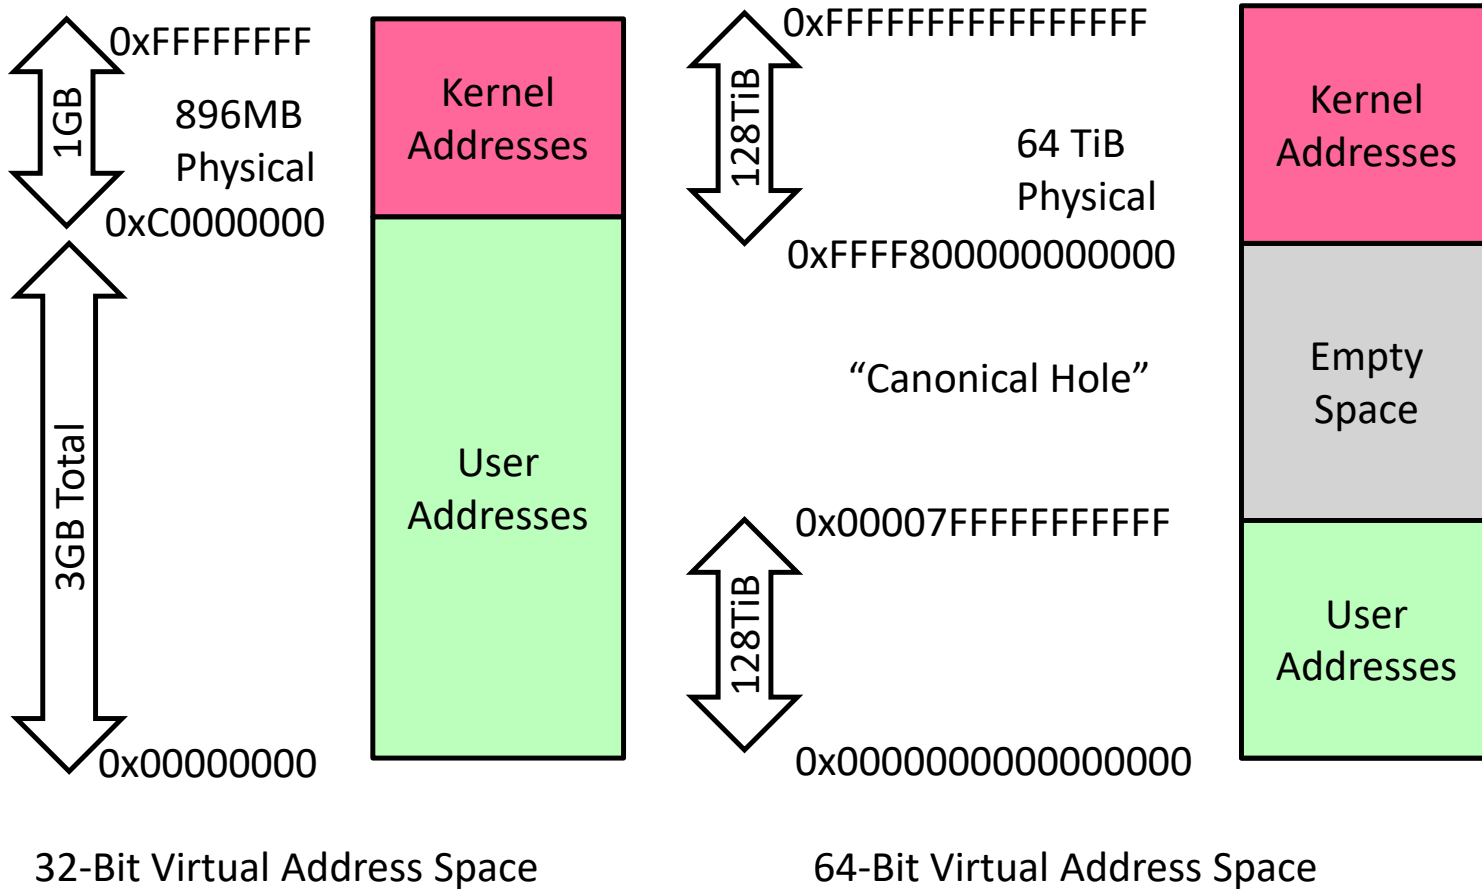 0xFFFFFFFF
1GB
896MB
Physical
0xC0000000
Kernel
Addresses
3GB Total
User
Addresses
0x00000000
32-Bit Virtual Address Space
0xFFFFFFFFFFFFFFFF
128TiB
64 TiB
Physical
0xFFFF800000000000
Kernel
Addresses
“Canonical Hole”
Empty
Space
0x00007FFFFFFFFFFF
128TiB
User
Addresses
0x0000000000000000
64-Bit Virtual Address Space